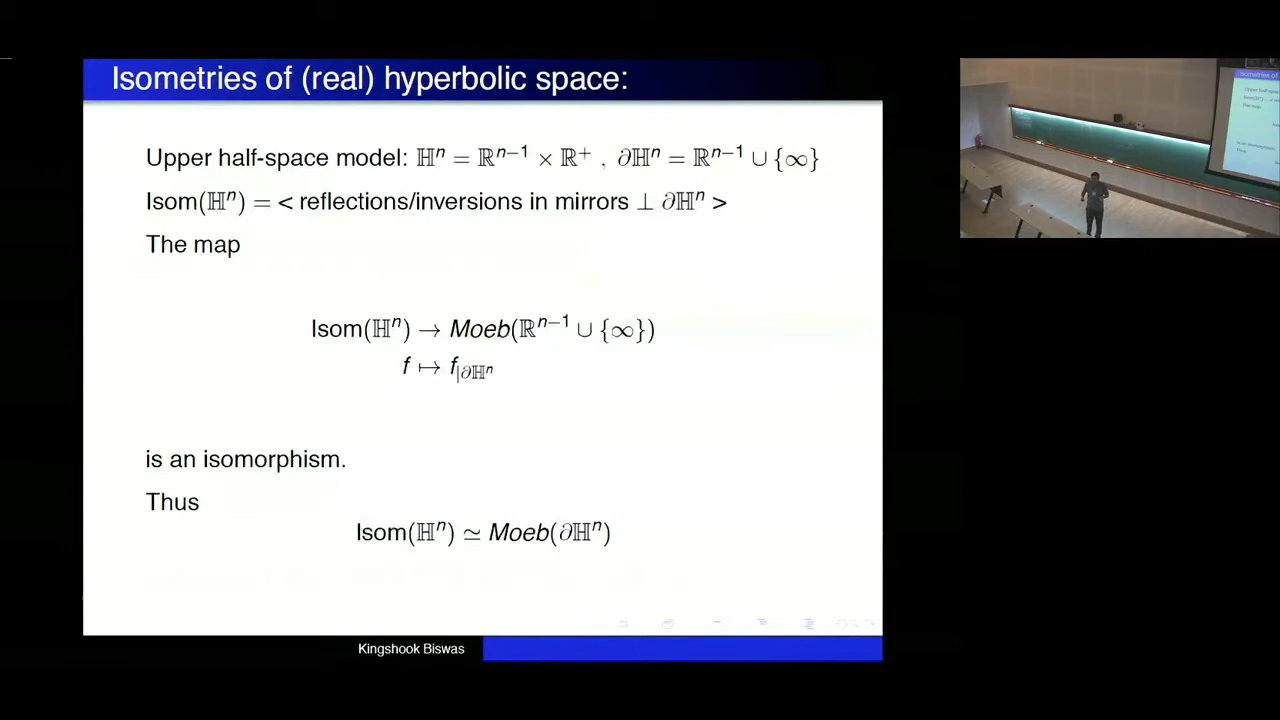 Isometries of (real) hyperbolic space:
Upper half-space model: ℍⁿ = ℝⁿ⁻¹ × ℝ⁺ , ∂ℍⁿ = ℝⁿ⁻¹ ∪ {∞}
Isom(ℍⁿ) = < reflections/inversions in mirrors ⊥ ∂ℍⁿ >
The map
Isom(ℍⁿ) → Moeb(ℝⁿ⁻¹ ∪ {∞})
f ↦ f|∂ℍⁿ
is an isomorphism.
Thus
Isom(ℍⁿ) ≃ Moeb(∂ℍⁿ)
Kingshook Biswas